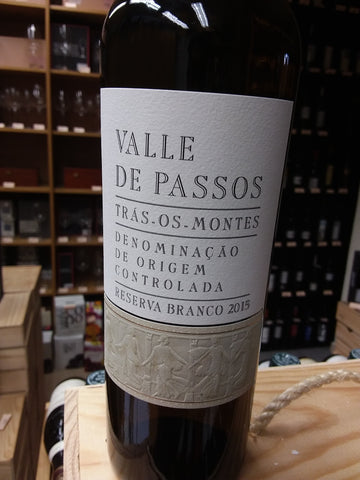 VALLE
DE PASSOS
TRÁS-OS-MONTES
DENOMINAÇÃO
DE ORIGEM
CONTROLADA
RESERVA BRANCO 2015